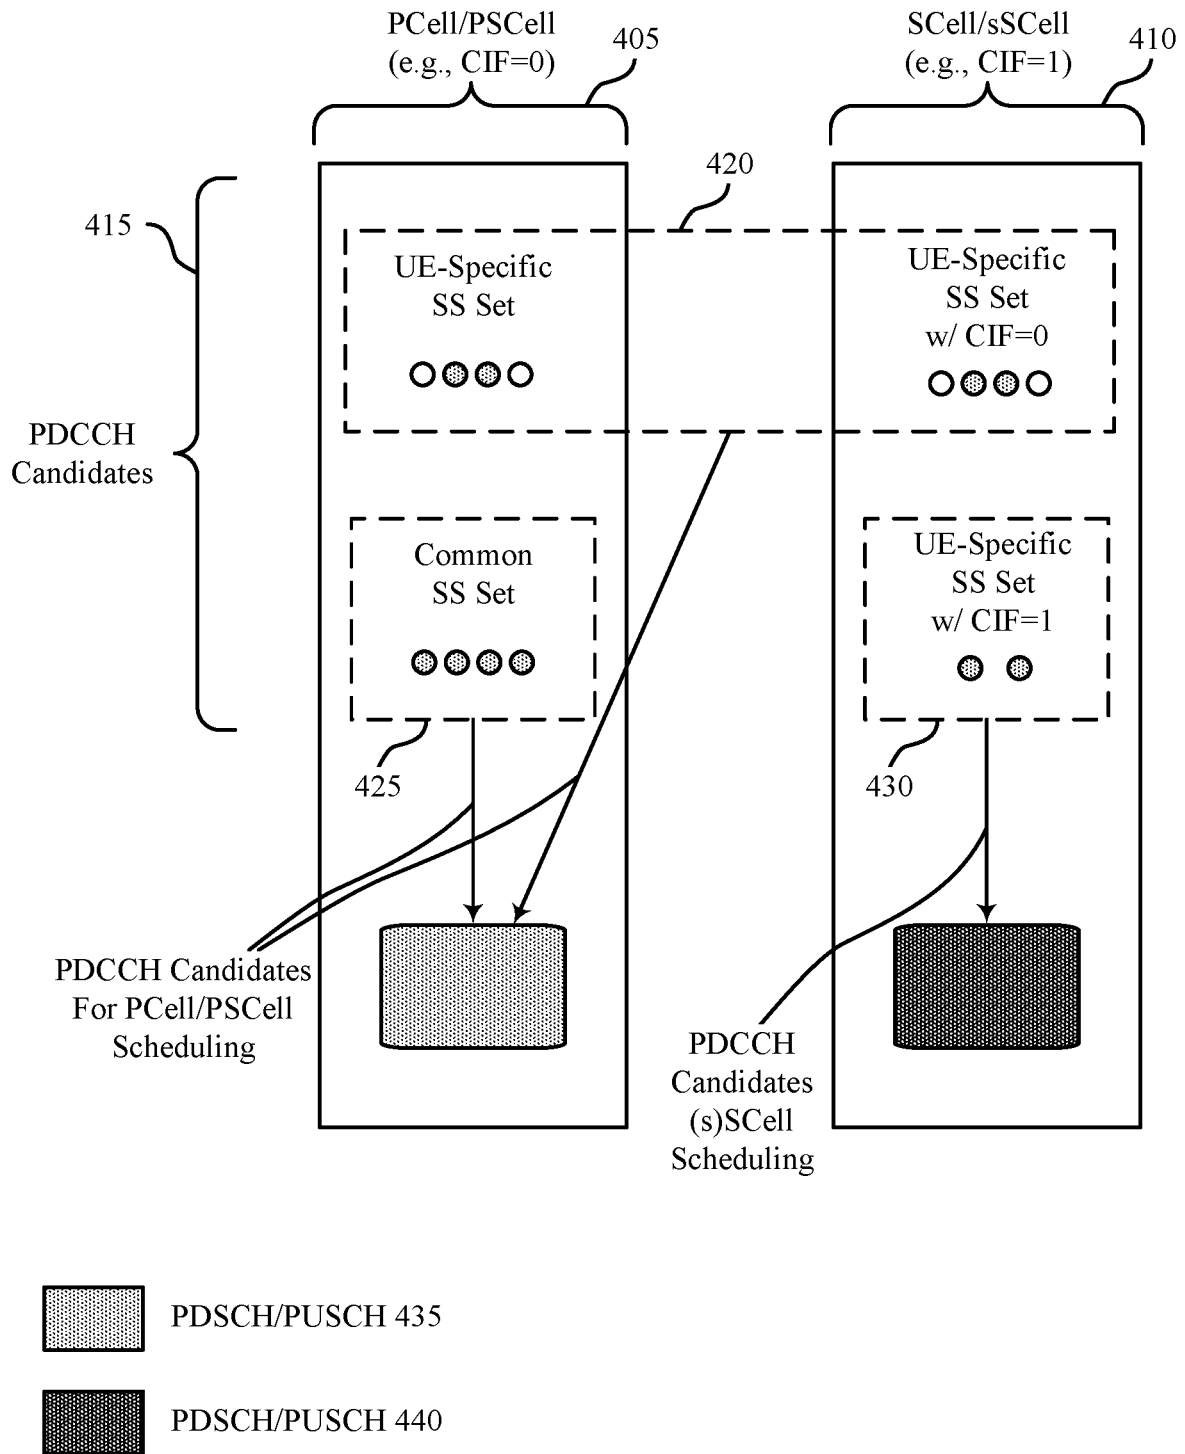 PCell/PSCell
(e.g., CIF=0)
405
SCell/sSCell
(e.g., CIF=1)
410
415
420
UE-Specific
SS Set
UE-Specific
SS Set
w/ CIF=0
PDCCH
Candidates
Common
SS Set
UE-Specific
SS Set
w/ CIF=1
425
430
PDCCH Candidates
For PCell/PSCell
Scheduling
PDCCH
Candidates
(s)SCell
Scheduling
PDSCH/PUSCH 435
PDSCH/PUSCH 440